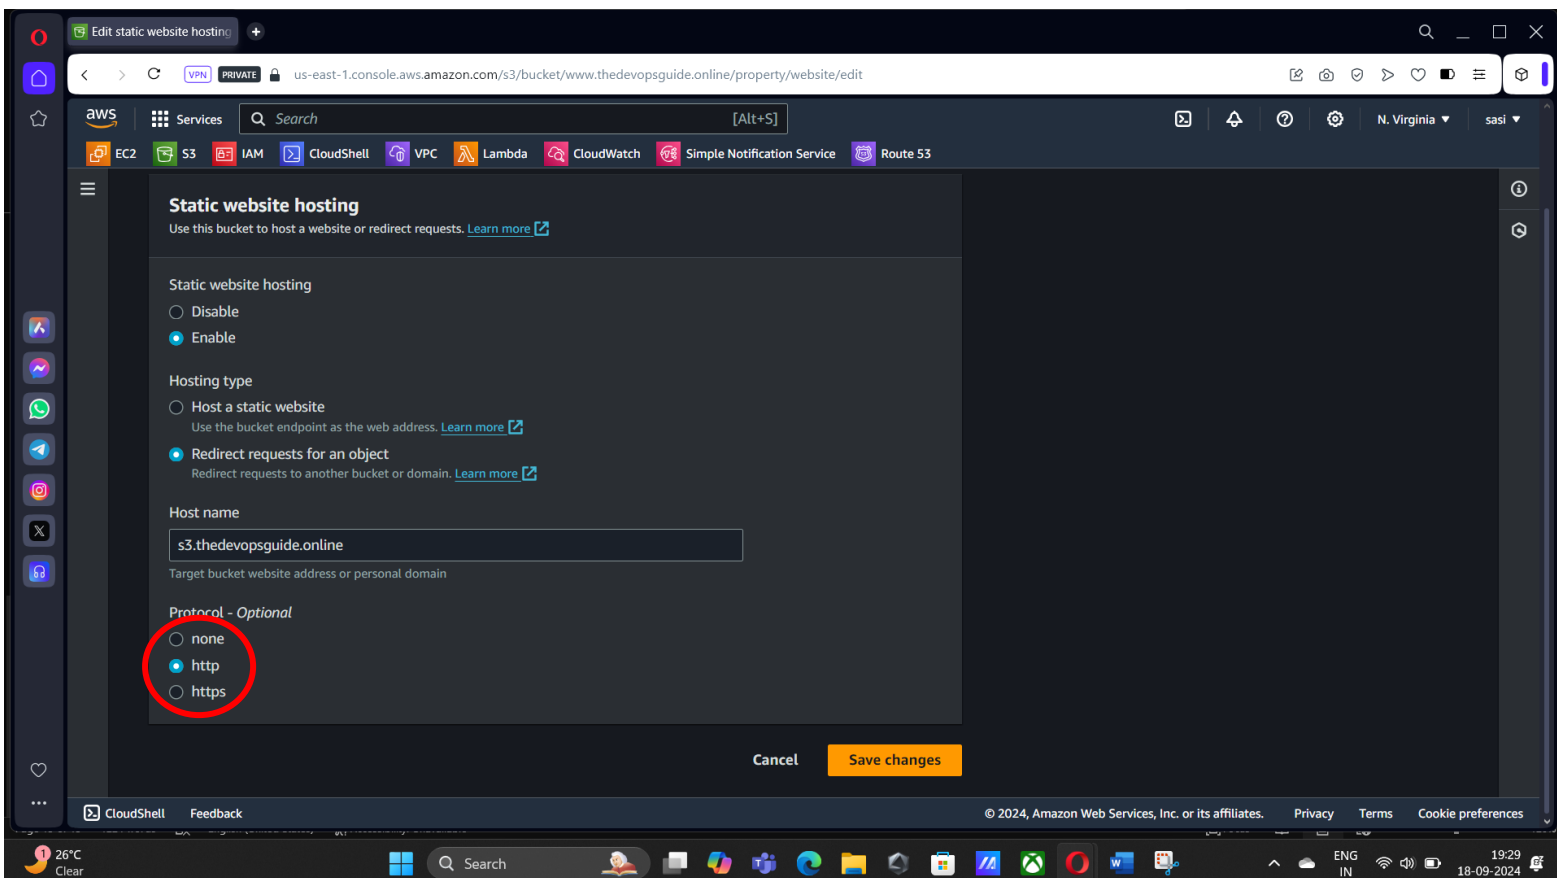 Edit static website hosting
VPN PRIVATE us-east-1.console.aws.amazon.com/s3/bucket/www.thedevopsguide.online/property/website/edit
aws Services Search [Alt+S] N. Virginia ▼ sasi ▼
EC2 S3 IAM CloudShell VPC Lambda CloudWatch Simple Notification Service Route 53
Static website hosting
Use this bucket to host a website or redirect requests. Learn more
Static website hosting
Disable
Enable
Hosting type
Host a static website
Use the bucket endpoint as the web address. Learn more
Redirect requests for an object
Redirect requests to another bucket or domain. Learn more
Host name
s3.thedevopsguide.online
Target bucket website address or personal domain
Protocol - Optional
none
http
https
Cancel Save changes
CloudShell Feedback © 2024, Amazon Web Services, Inc. or its affiliates. Privacy Terms Cookie preferences
1 26°C
Clear
Search
ENG
IN
19:29
18-09-2024